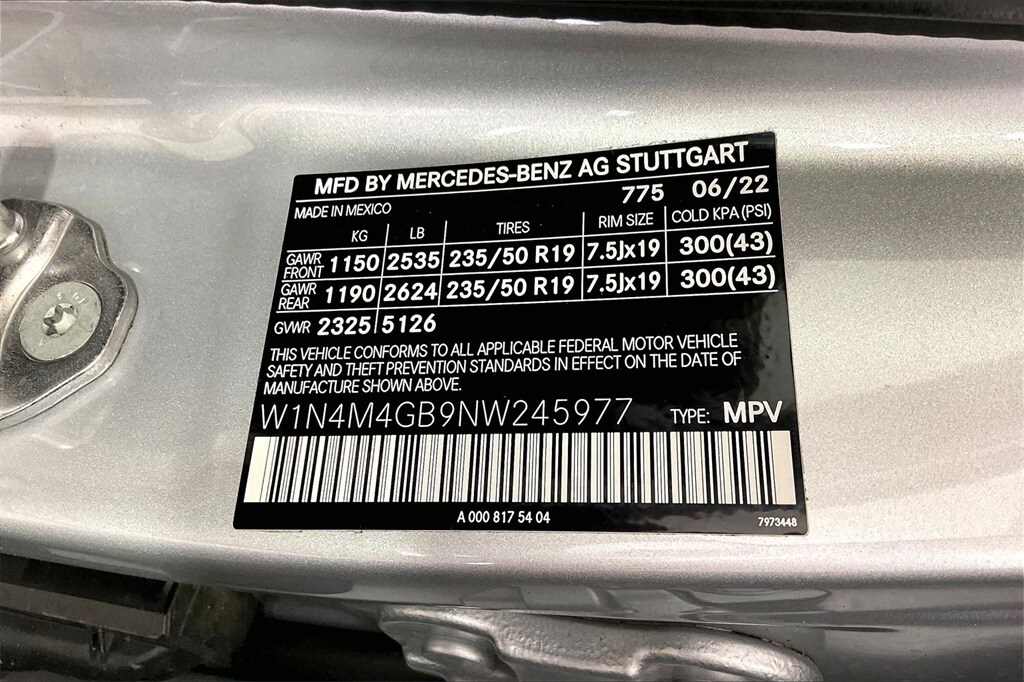 MFD BY MERCEDES-BENZ AG STUTTGART
MADE IN MEXICO 775 06/22
KG LB TIRES RIM SIZE COLD KPA (PSI)
GAWR FRONT 1150 2535 235/50 R19 7.5Jx19 300(43)
GAWR REAR 1190 2624 235/50 R19 7.5Jx19 300(43)
GVWR 2325 5126
THIS VEHICLE CONFORMS TO ALL APPLICABLE FEDERAL MOTOR VEHICLE
SAFETY AND THEFT PREVENTION STANDARDS IN EFFECT ON THE DATE OF
MANUFACTURE SHOWN ABOVE.
W1N4M4GB9NW245977 TYPE: MPV
A 000 817 54 04 7973448